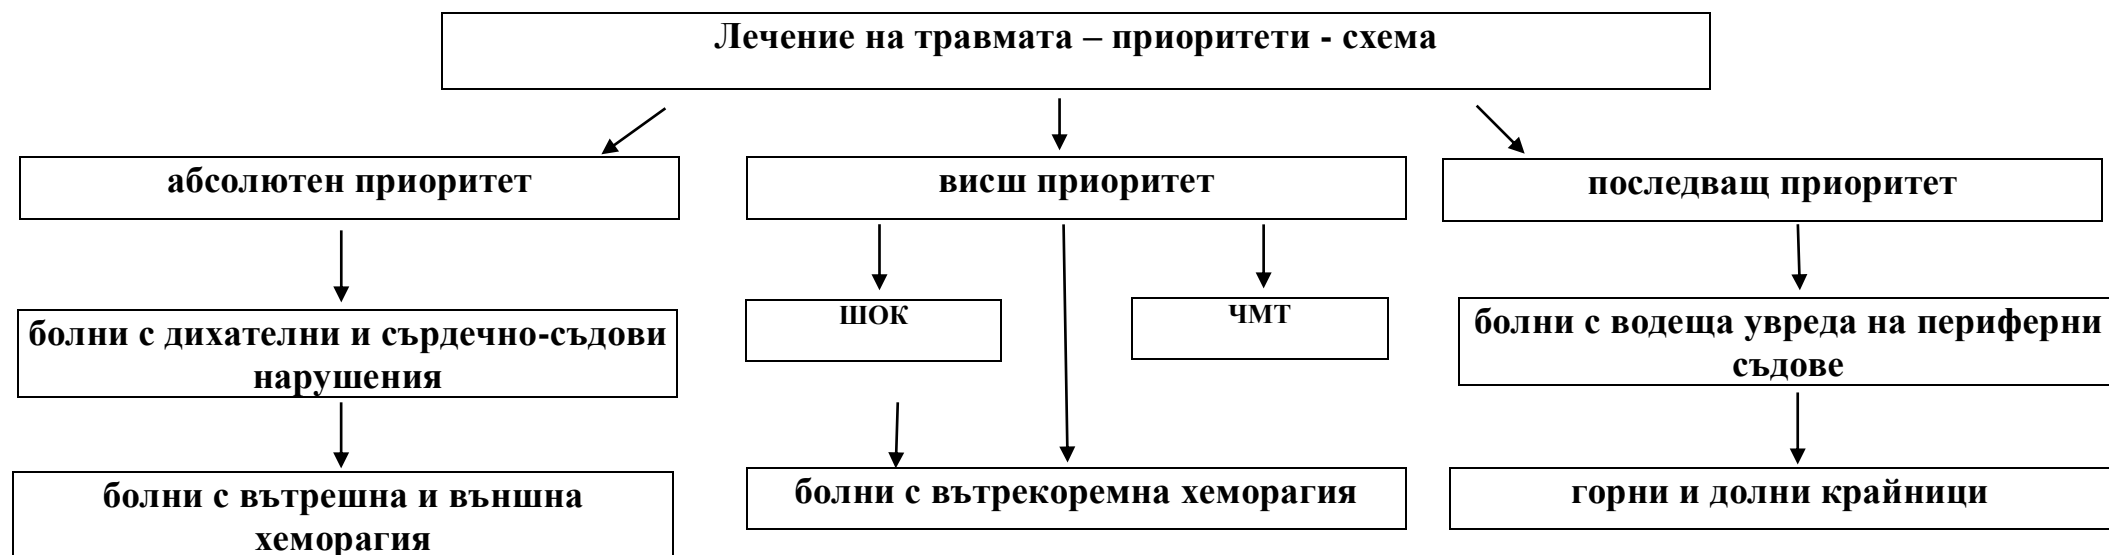 Лечение на травмата – приоритети - схема
абсолютен приоритет
висш приоритет
последващ приоритет
болни с дихателни и сърдечно-съдови
нарушения
ШОК
ЧМТ
болни с водеща увреда на периферни
съдове
болни с вътрешна и външна
хеморагия
болни с вътрекоремна хеморагия
горни и долни крайници